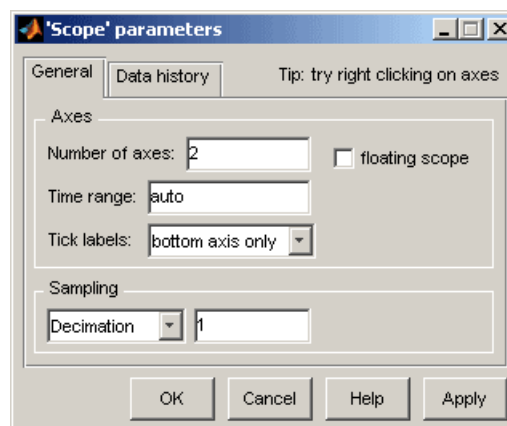 'Scope' parameters
General Data history Tip: try right clicking on axes
Axes
Number of axes: 2 floating scope
Time range: auto
Tick labels: bottom axis only
Sampling
Decimation 1
OK Cancel Help Apply